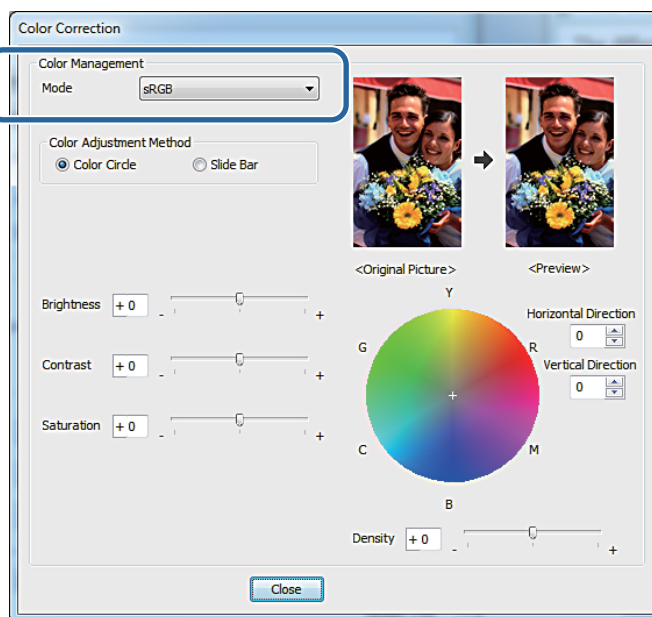 Color Correction
Color Management
Mode sRGB
Color Adjustment Method
Color Circle Slide Bar
<Original Picture> <Preview>
Y
Brightness + 0 - +
Horizontal Direction
0
G R
Vertical Direction
Contrast + 0 - +
0
Saturation + 0 - +
C M
B
Density + 0 - +
Close